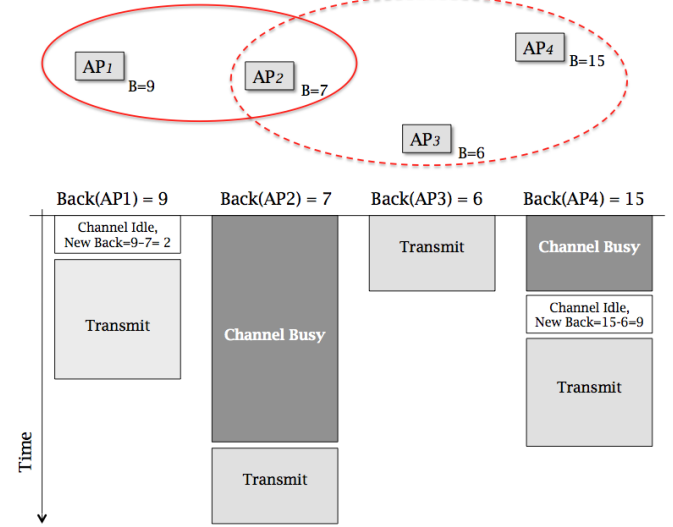 AP1
B=9
AP2
B=7
AP4
B=15
AP3
B=6
Back(AP1) = 9
Back(AP2) = 7
Back(AP3) = 6
Back(AP4) = 15
Channel Idle,
New Back=9-7= 2
Transmit
Channel Busy
Transmit
Transmit
Channel Busy
Channel Idle,
New Back=15-6=9
Transmit
Time